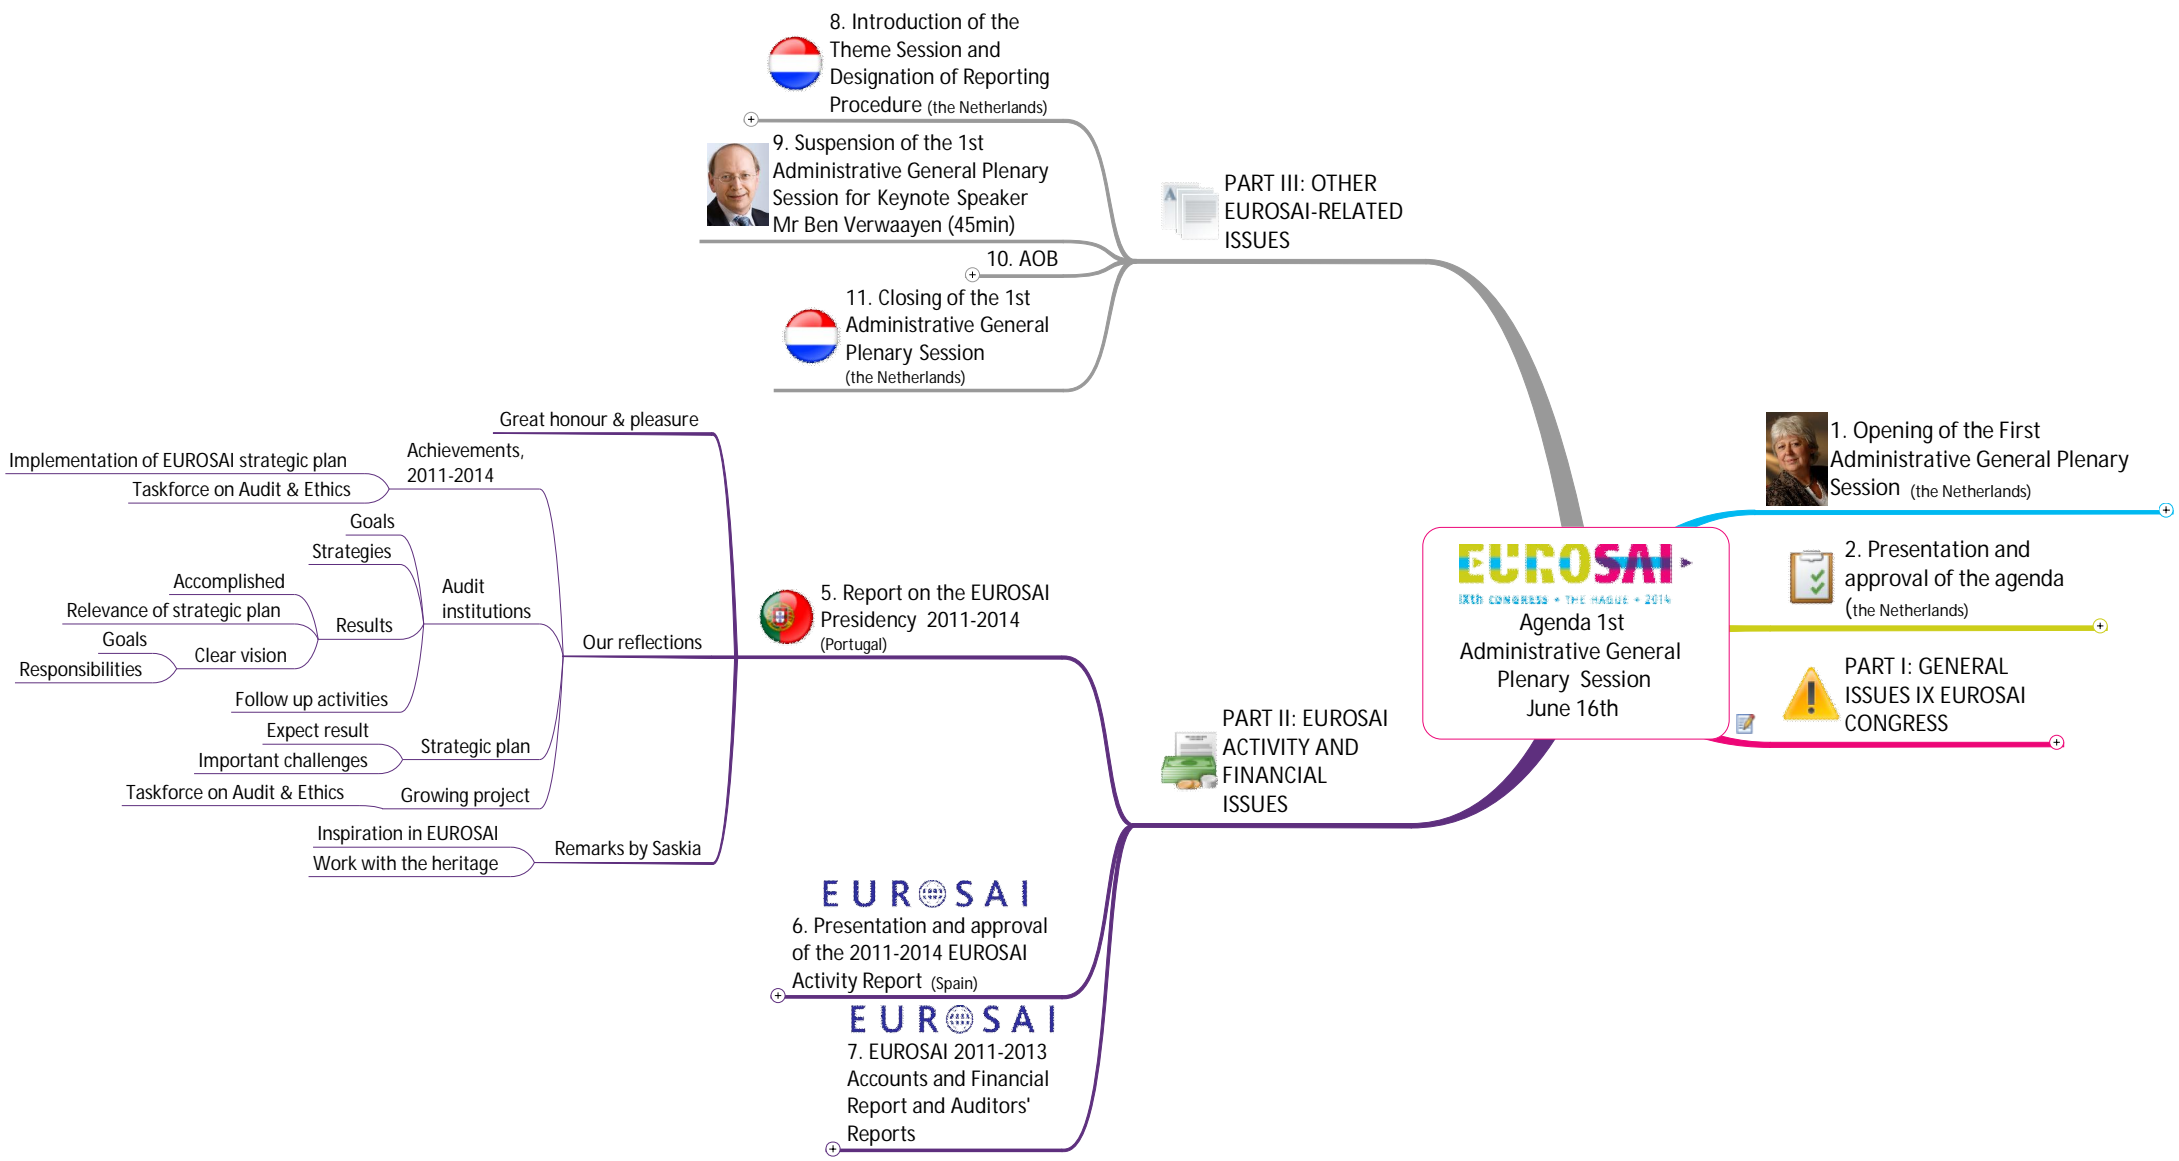 8. Introduction of the
Theme Session and
Designation of Reporting
Procedure (the Netherlands)
9. Suspension of the 1st
Administrative General Plenary
Session for Keynote Speaker
Mr Ben Verwaayen (45min)
10. AOB
11. Closing of the 1st
Administrative General
Plenary Session
(the Netherlands)
PART III: OTHER
EUROSAI-RELATED
ISSUES
1. Opening of the First
Administrative General Plenary
Session (the Netherlands)
2. Presentation and
approval of the agenda
(the Netherlands)
PART I: GENERAL
ISSUES IX EUROSAI
CONGRESS
EUROSAI
IXth CONGRESS • THE HAGUE • 2014
Agenda 1st
Administrative General
Plenary Session
June 16th
PART II: EUROSAI
ACTIVITY AND
FINANCIAL
ISSUES
5. Report on the EUROSAI
Presidency 2011-2014
(Portugal)
Great honour & pleasure
Our reflections
Achievements,
2011-2014
Implementation of EUROSAI strategic plan
Taskforce on Audit & Ethics
Audit
institutions
Goals
Strategies
Results
Accomplished
Relevance of strategic plan
Clear vision
Goals
Responsibilities
Follow up activities
Strategic plan
Expect result
Important challenges
Growing project
Taskforce on Audit & Ethics
Remarks by Saskia
Inspiration in EUROSAI
Work with the heritage
EUROSAI
6. Presentation and approval
of the 2011-2014 EUROSAI
Activity Report (Spain)
EUROSAI
7. EUROSAI 2011-2013
Accounts and Financial
Report and Auditors'
Reports